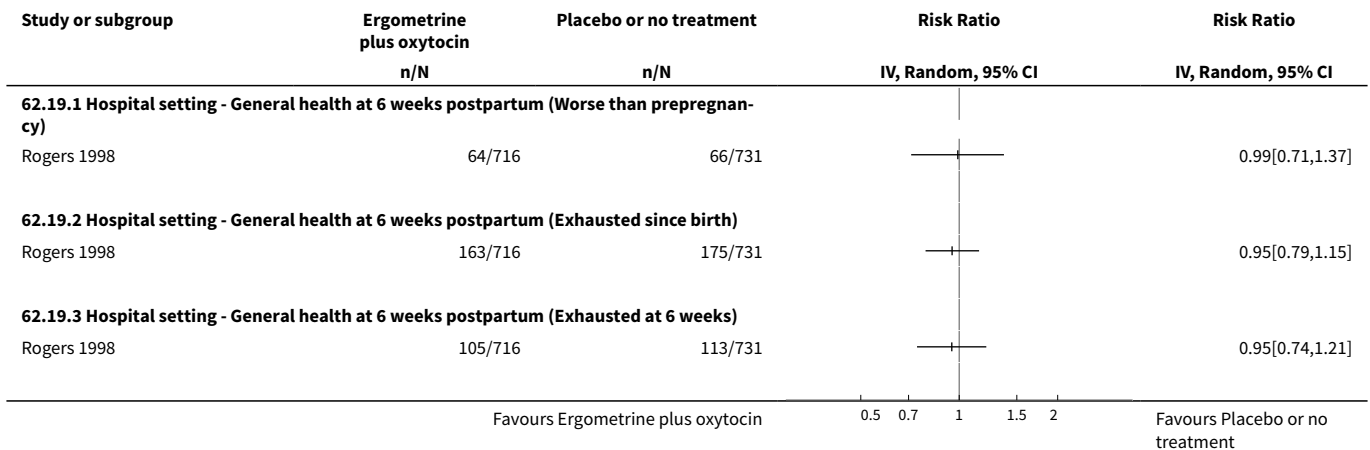 Study or subgroup Ergometrine plus oxytocin Placebo or no treatment Risk Ratio Risk Ratio
n/N n/N IV, Random, 95% CI IV, Random, 95% CI
62.19.1 Hospital setting - General health at 6 weeks postpartum (Worse than prepregnan-
cy)
Rogers 1998 64/716 66/731 0.99[0.71,1.37]
62.19.2 Hospital setting - General health at 6 weeks postpartum (Exhausted since birth)
Rogers 1998 163/716 175/731 0.95[0.79,1.15]
62.19.3 Hospital setting - General health at 6 weeks postpartum (Exhausted at 6 weeks)
Rogers 1998 105/716 113/731 0.95[0.74,1.21]
Favours Ergometrine plus oxytocin 0.5 0.7 1 1.5 2 Favours Placebo or no
treatment